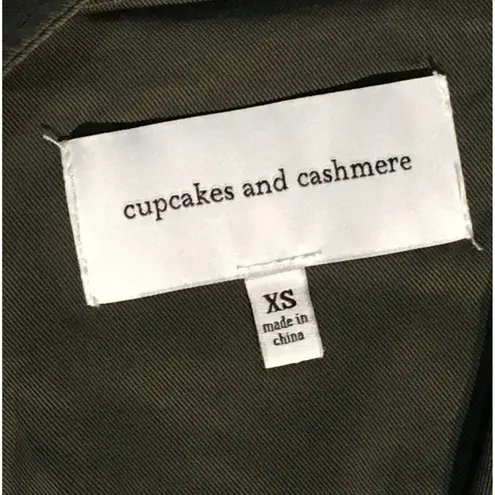 cupcakes and cashmere
XS
made in
china